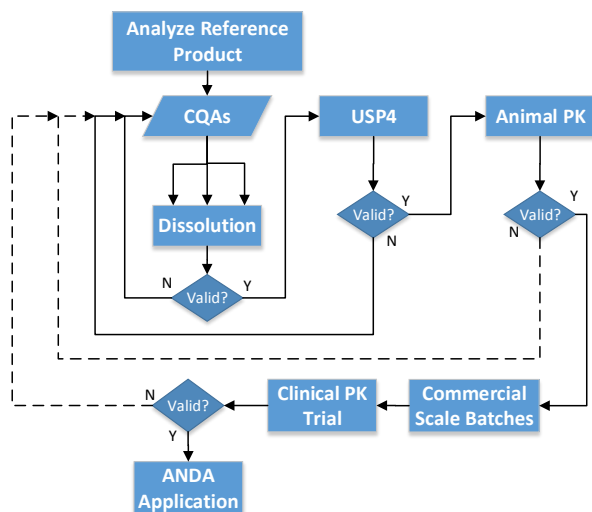 Analyze Reference
Product
CQAs
USP4
Animal PK
Dissolution
Valid?
N
Y
Valid?
Y
N
Valid?
Y
N
Clinical PK
Trial
Commercial
Scale Batches
Valid?
N
Y
ANDA
Application